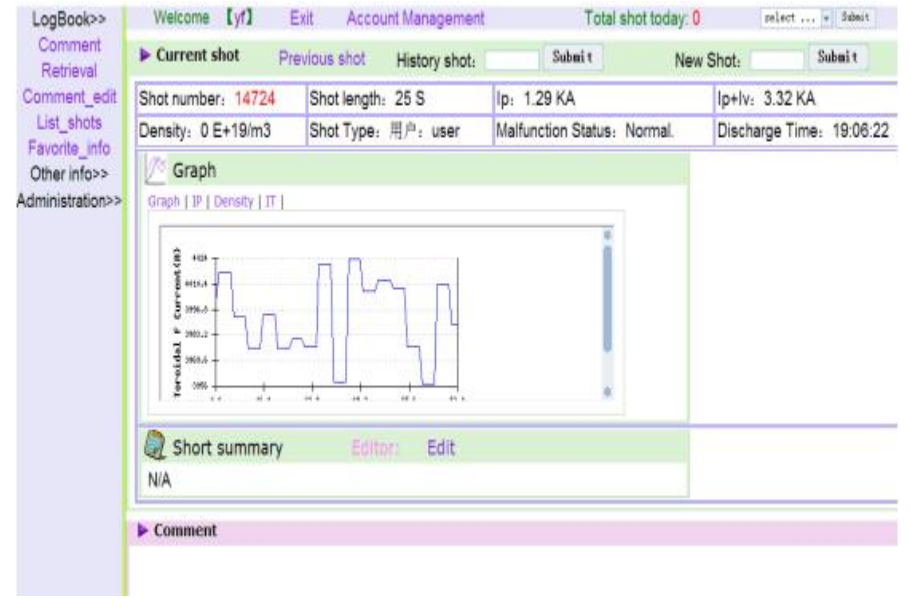 LogBook>>
Comment
Retrieval
Comment_edit
List_shots
Favorite_info
Other info>>
Administration>>
Welcome 【yf】 Exit Account Management Total shot today: 0 select ... Submit
Current shot Previous shot History shot: Submit New Shot: Submit
Shot number: 14724 Shot length: 25 S Ip: 1.29 KA Ip+Iv: 3.32 KA
Density: 0 E+19/m3 Shot Type: 用户: user Malfunction Status: Normal. Discharge Time: 19:06:22
Graph
Graph | IP | Density | IT |
Toroidal F Current(A)
Short summary Editor: Edit
N/A
Comment